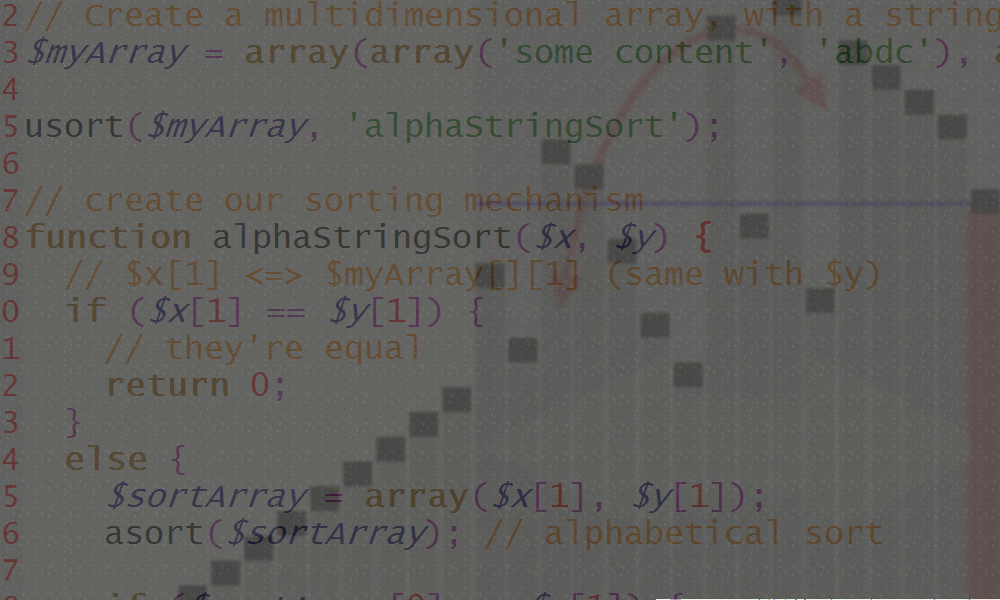 2 // Create a multidimensional array, with a string
3 $myArray = array(array('some content', 'abdc'),
4
5 usort($myArray, 'alphaStringSort');
6
7 // create our sorting mechanism
8 function alphaStringSort($x, $y) {
9 // $x[1] <=> $myArray[][1] (same with $y)
0 if ($x[1] == $y[1]) {
1 // they're equal
2 return 0;
3 }
4 else {
5 $sortArray = array($x[1], $y[1]);
6 asort($sortArray); // alphabetical sort
7